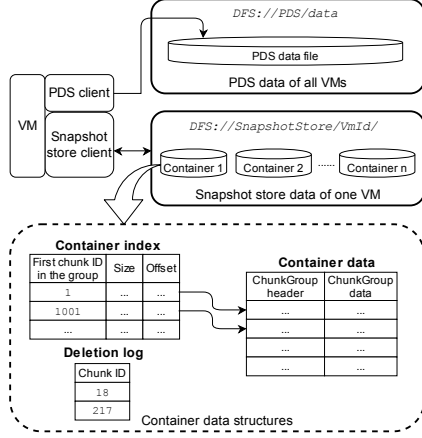 DFS://PDS/data
PDS data file
PDS data of all VMs
VM
PDS client
Snapshot
store client
DFS://SnapshotStore/VmId/
Container 1
Container 2
......
Container n
Snapshot store data of one VM
Container index
First chunk ID
in the group
Size
Offset
1
...
...
1001
...
...
...
...
...
Container data
ChunkGroup
header
ChunkGroup
data
...
...
...
...
...
...
...
...
Deletion log
Chunk ID
18
217
Container data structures